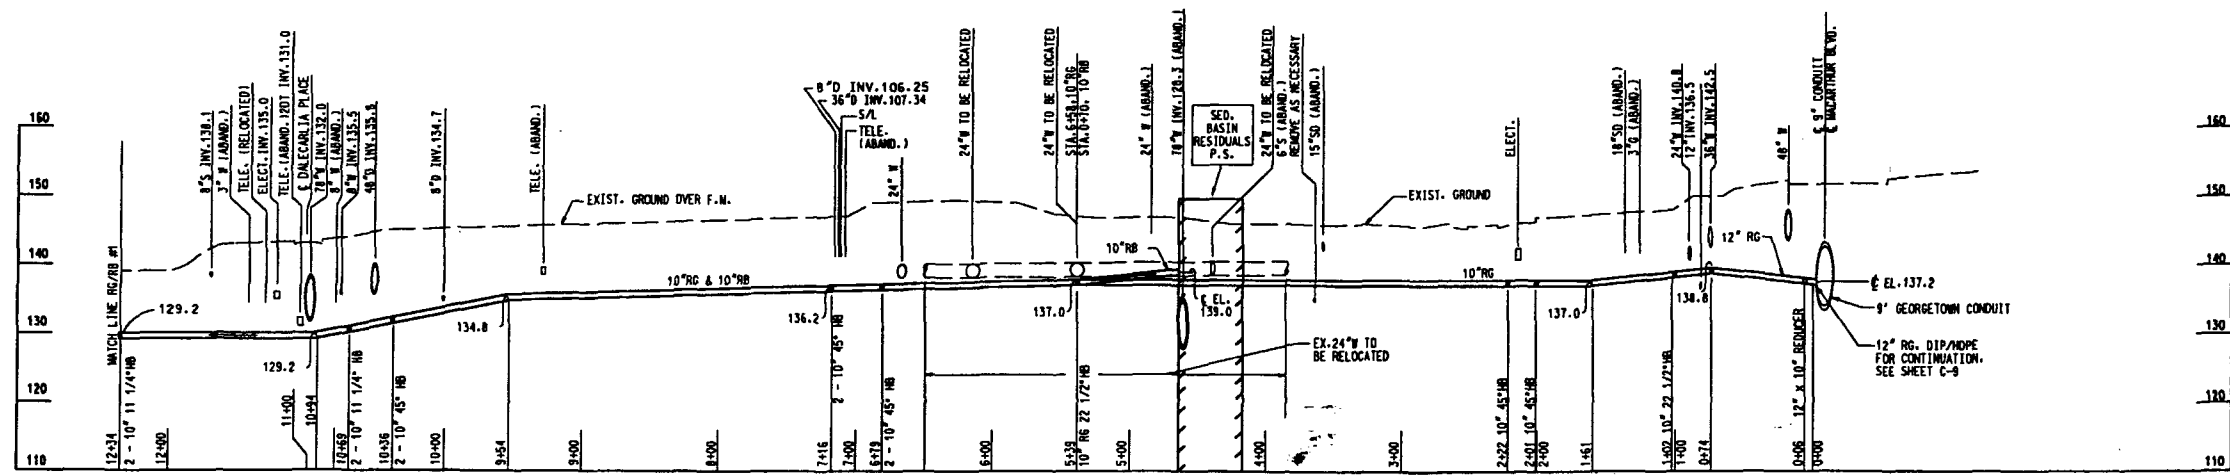 160
150
140
130
120
110
MATCH LINE RG/RB #1
8"S INV.138.1
3" W (ABAND.)
TELE. (RELOCATED)
ELECT.INV.135.0
TELE.(ABAND.12DT INV.131.0
℄ DALECARLIA PLACE
78"W INV.132.0
8" W (ABAND.)
8"W INV.135.5
48"D INV.135.8
8"D INV.134.7
TELE. (ABAND.)
8"D INV.106.25
36"D INV.107.34
S/L
TELE.
(ABAND.)
24" W
24"W TO BE RELOCATED
24"W TO BE RELOCATED
STA.6+58,10"RG
STA.0+10, 10"RB
24" W (ABAND.)
78"W INV.128.3 (ABAND.)
SED.
BASIN
RESIDUALS
P.S.
24"W TO BE RELOCATED
6"S (ABAND.)
REMOVE AS NECESSARY
15"SD (ABAND.)
ELECT.
18"SD (ABAND.)
3"G (ABAND.)
24"W INV.140.8
12"INV.136.5
36"W INV.142.5
48" W
℄ 9' CONDUIT
℄ MACARTHUR BLVD.
EXIST. GROUND OVER F.M.
EXIST. GROUND
10"RG & 10"RB
10"RB
10"RG
12" RG
129.2
129.2
134.8
136.2
137.0
℄ EL.
139.0
137.0
138.8
℄ EL.137.2
9' GEORGETOWN CONDUIT
12" RG. DIP/HDPE
FOR CONTINUATION.
SEE SHEET C-9
EX.24"W TO
BE RELOCATED
12+34
2 - 10" 11 1/4°HB
12+00
11+00
10+94
10+69
2 - 10" 11 1/4° HB
10+36
2 - 10" 45° HB
10+00
9+54
9+00
8+00
7+16
2 - 10" 45° HB
7+00
6+79
2 - 10" 45° HB
6+00
5+39
10" RG 22 1/2°HB
5+00
4+00
3+00
2+22 10" 45°HB
2+01 10" 45°HB
2+00
1+61
1+02 10" 22 1/2°HB
1+00
0+74
0+06
12" x 10" REDUCER
0+00
160
150
140
130
120
110